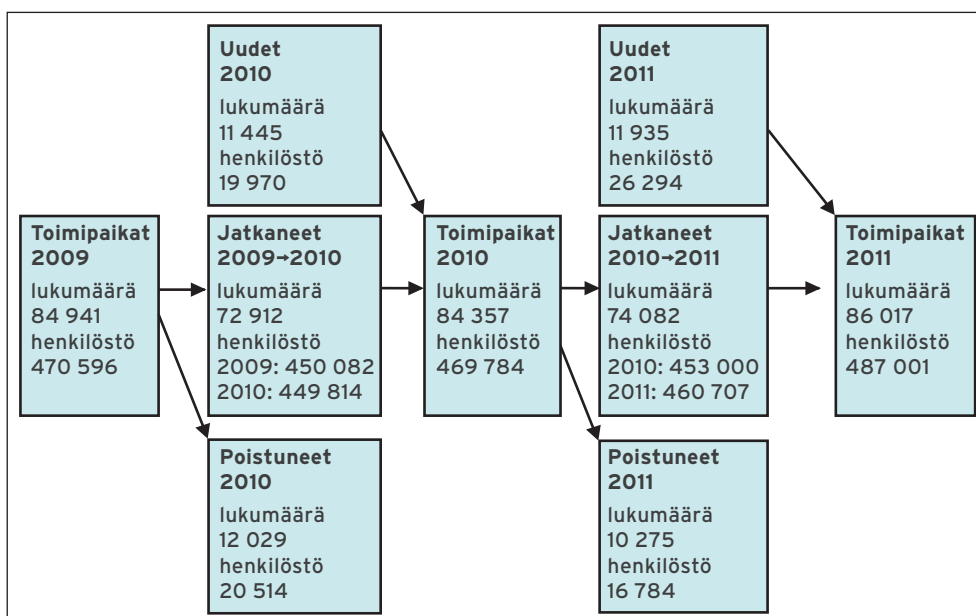 Uudet
2010
lukumäärä
11 445
henkilöstö
19 970
Uudet
2011
lukumäärä
11 935
henkilöstö
26 294
Toimipaikat
2009
lukumäärä
84 941
henkilöstö
470 596
Jatkaneet
2009→2010
lukumäärä
72 912
henkilöstö
2009: 450 082
2010: 449 814
Toimipaikat
2010
lukumäärä
84 357
henkilöstö
469 784
Jatkaneet
2010→2011
lukumäärä
74 082
henkilöstö
2010: 453 000
2011: 460 707
Toimipaikat
2011
lukumäärä
86 017
henkilöstö
487 001
Poistuneet
2010
lukumäärä
12 029
henkilöstö
20 514
Poistuneet
2011
lukumäärä
10 275
henkilöstö
16 784